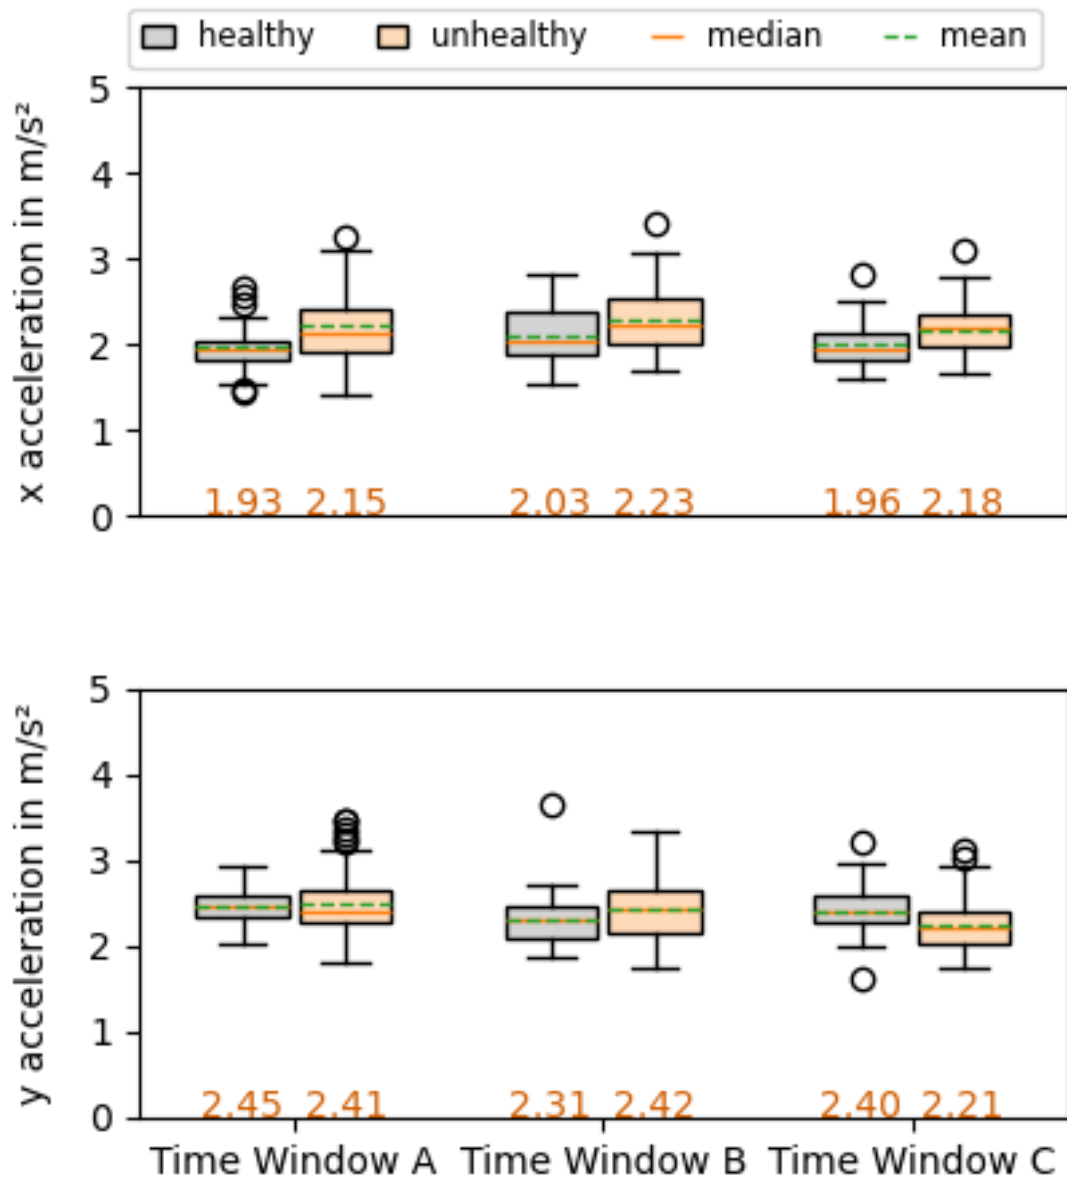 healthy unhealthy median mean
x acceleration in m/s²
5
4
3
2
1
0
1.93 2.15 2.03 2.23 1.96 2.18
y acceleration in m/s²
5
4
3
2
1
0
2.45 2.41 2.31 2.42 2.40 2.21
Time Window A Time Window B Time Window C